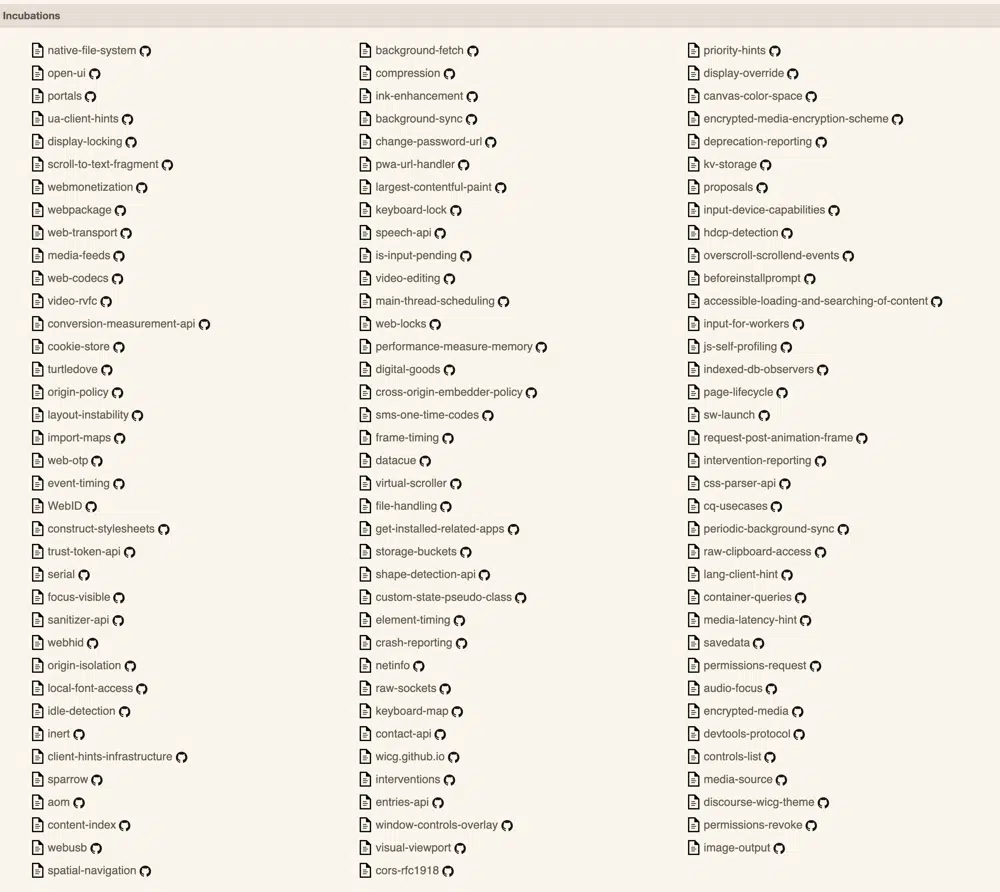 Incubations
native-file-system
open-ui
portals
ua-client-hints
display-locking
scroll-to-text-fragment
webmonetization
webpackage
web-transport
media-feeds
web-codecs
video-rvfc
conversion-measurement-api
cookie-store
turtledove
origin-policy
layout-instability
import-maps
web-otp
event-timing
WebID
construct-stylesheets
trust-token-api
serial
focus-visible
sanitizer-api
webhid
origin-isolation
local-font-access
idle-detection
inert
client-hints-infrastructure
sparrow
aom
content-index
webusb
spatial-navigation
background-fetch
compression
ink-enhancement
background-sync
change-password-url
pwa-url-handler
largest-contentful-paint
keyboard-lock
speech-api
is-input-pending
video-editing
main-thread-scheduling
web-locks
performance-measure-memory
digital-goods
cross-origin-embedder-policy
sms-one-time-codes
frame-timing
datacue
virtual-scroller
file-handling
get-installed-related-apps
storage-buckets
shape-detection-api
custom-state-pseudo-class
element-timing
crash-reporting
netinfo
raw-sockets
keyboard-map
contact-api
wicg.github.io
interventions
entries-api
window-controls-overlay
visual-viewport
cors-rfc1918
priority-hints
display-override
canvas-color-space
encrypted-media-encryption-scheme
deprecation-reporting
kv-storage
proposals
input-device-capabilities
hdcp-detection
overscroll-scrollend-events
beforeinstallprompt
accessible-loading-and-searching-of-content
input-for-workers
js-self-profiling
indexed-db-observers
page-lifecycle
sw-launch
request-post-animation-frame
intervention-reporting
css-parser-api
cq-usecases
periodic-background-sync
raw-clipboard-access
lang-client-hint
container-queries
media-latency-hint
savedata
permissions-request
audio-focus
encrypted-media
devtools-protocol
controls-list
media-source
discourse-wicg-theme
permissions-revoke
image-output